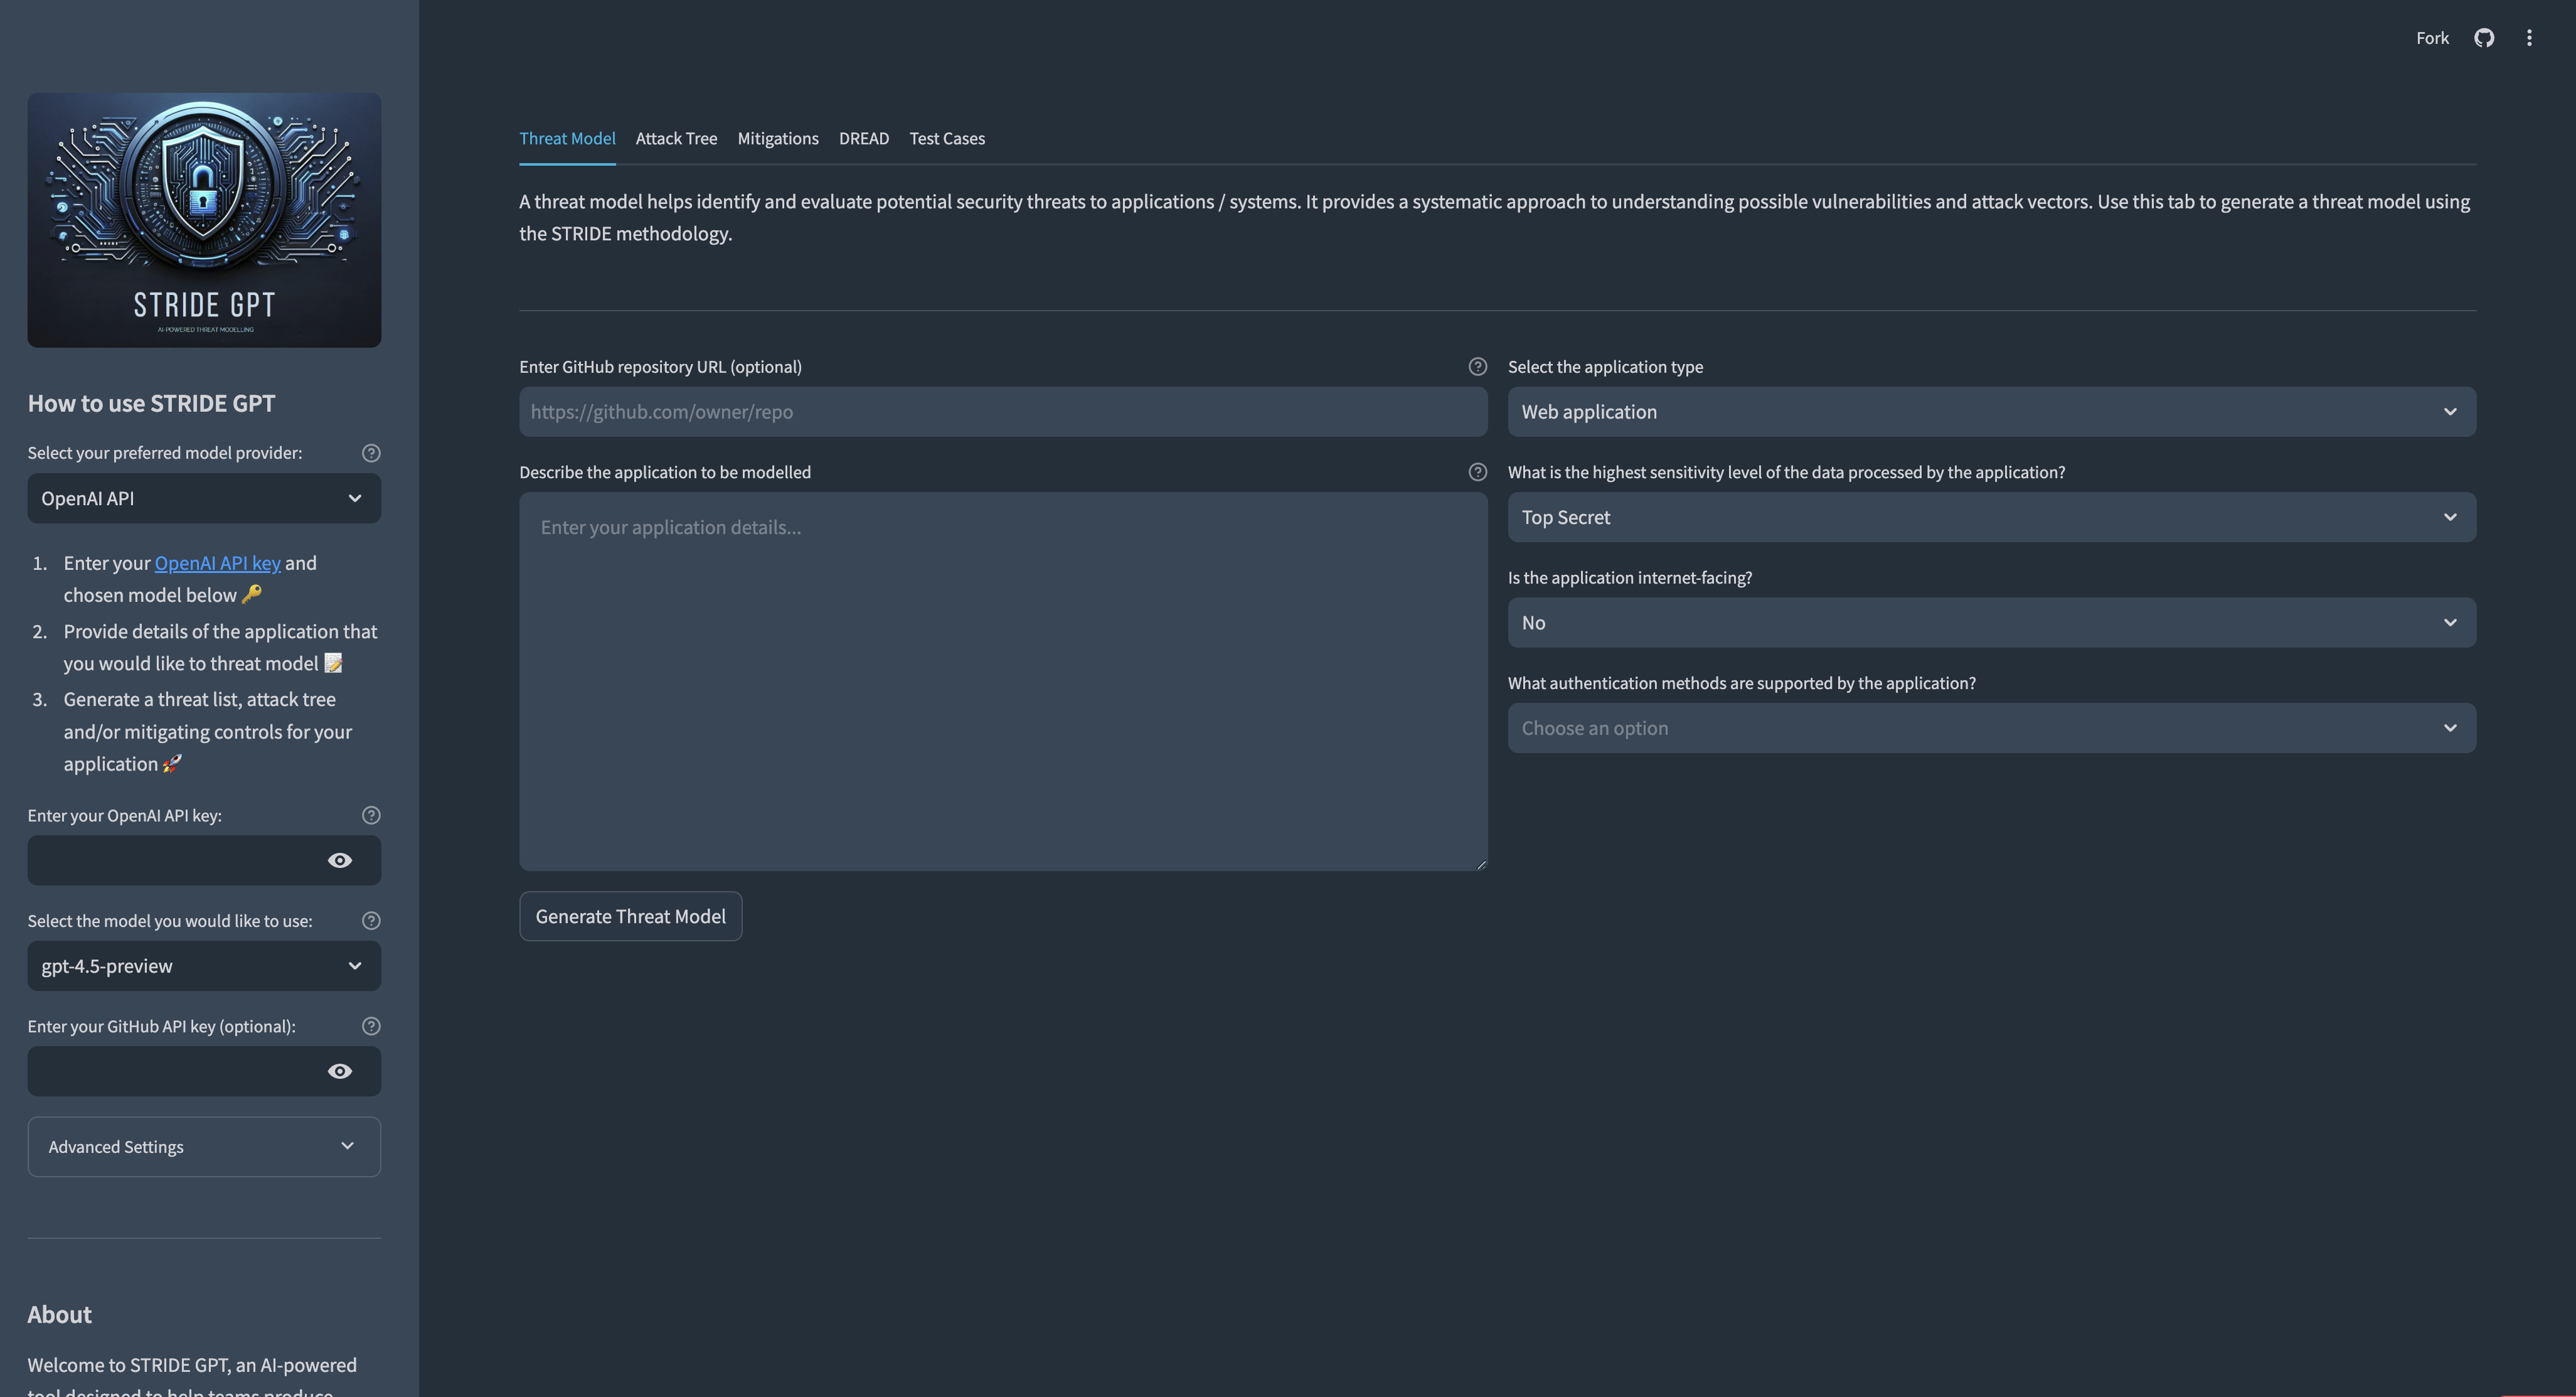 Fork
STRIDE GPT
AI-POWERED THREAT MODELLING
How to use STRIDE GPT
Select your preferred model provider:
OpenAI API
1. Enter your OpenAI API key and
chosen model below 🔑
2. Provide details of the application that
you would like to threat model 📝
3. Generate a threat list, attack tree
and/or mitigating controls for your
application 🚀
Enter your OpenAI API key:
Select the model you would like to use:
gpt-4.5-preview
Enter your GitHub API key (optional):
Advanced Settings
About
Welcome to STRIDE GPT, an AI-powered
tool designed to help teams produce
Threat Model Attack Tree Mitigations DREAD Test Cases
A threat model helps identify and evaluate potential security threats to applications / systems. It provides a systematic approach to understanding possible vulnerabilities and attack vectors. Use this tab to generate a threat model using
the STRIDE methodology.
Enter GitHub repository URL (optional)
https://github.com/owner/repo
Describe the application to be modelled
Enter your application details...
Generate Threat Model
Select the application type
Web application
What is the highest sensitivity level of the data processed by the application?
Top Secret
Is the application internet-facing?
No
What authentication methods are supported by the application?
Choose an option